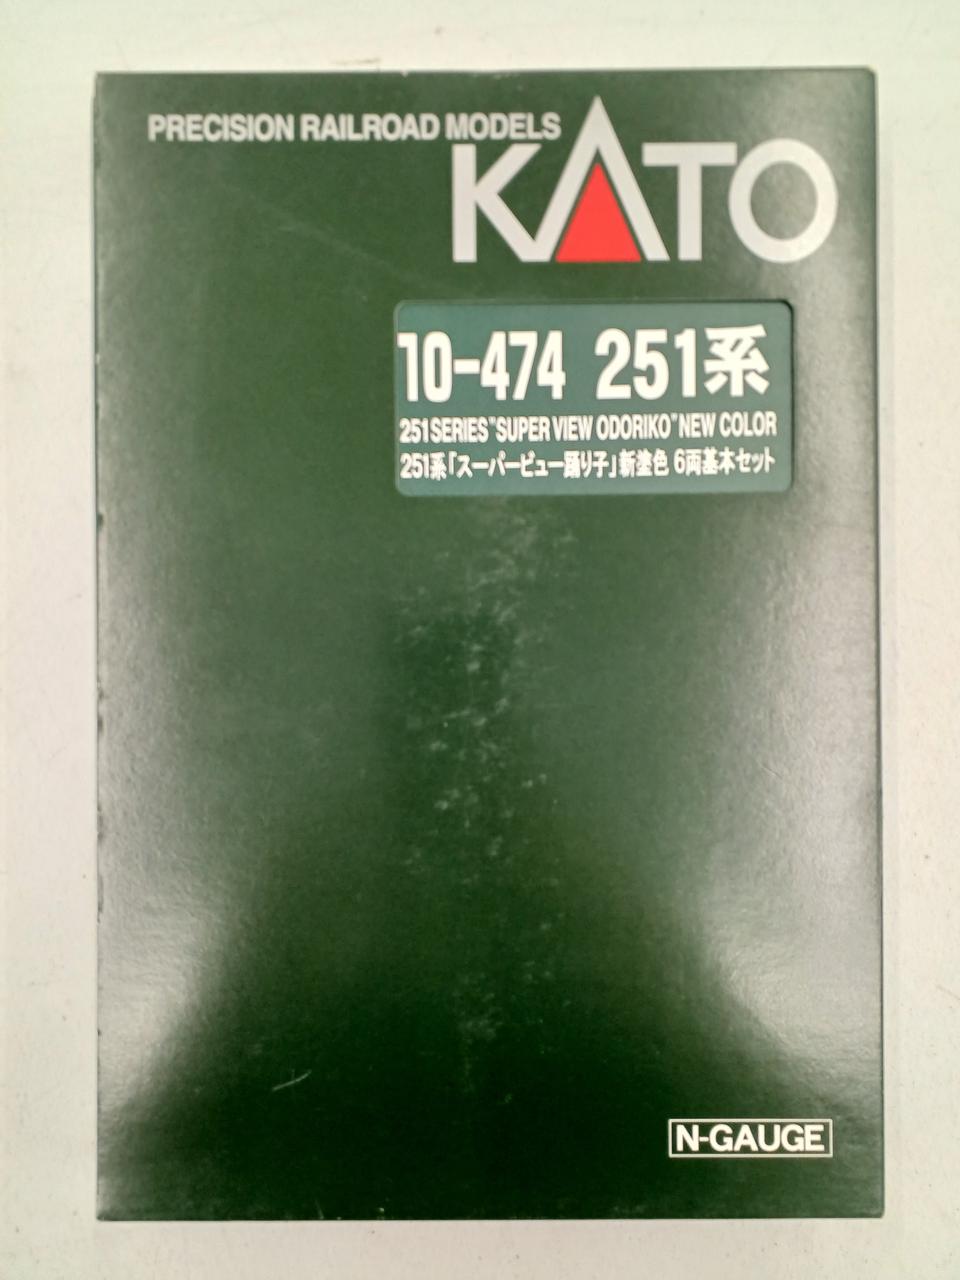 PRECISION RAILROAD MODELS
KATO
10-474 251系
251 SERIES "SUPER VIEW ODORIKO" NEW COLOR
251系「スーパービュー踊り子」新塗色 6両基本セット
N-GAUGE